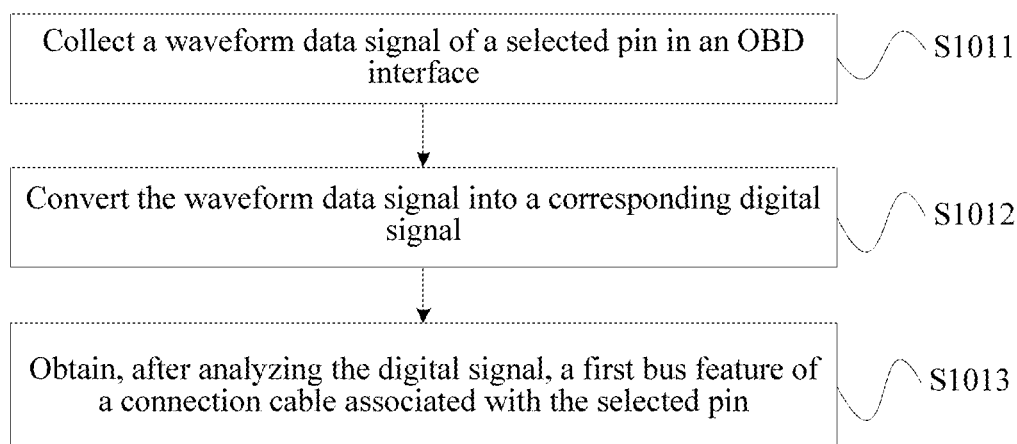 Collect a waveform data signal of a selected pin in an OBD
interface
S1011
Convert the waveform data signal into a corresponding digital
signal
S1012
Obtain, after analyzing the digital signal, a first bus feature of
a connection cable associated with the selected pin
S1013